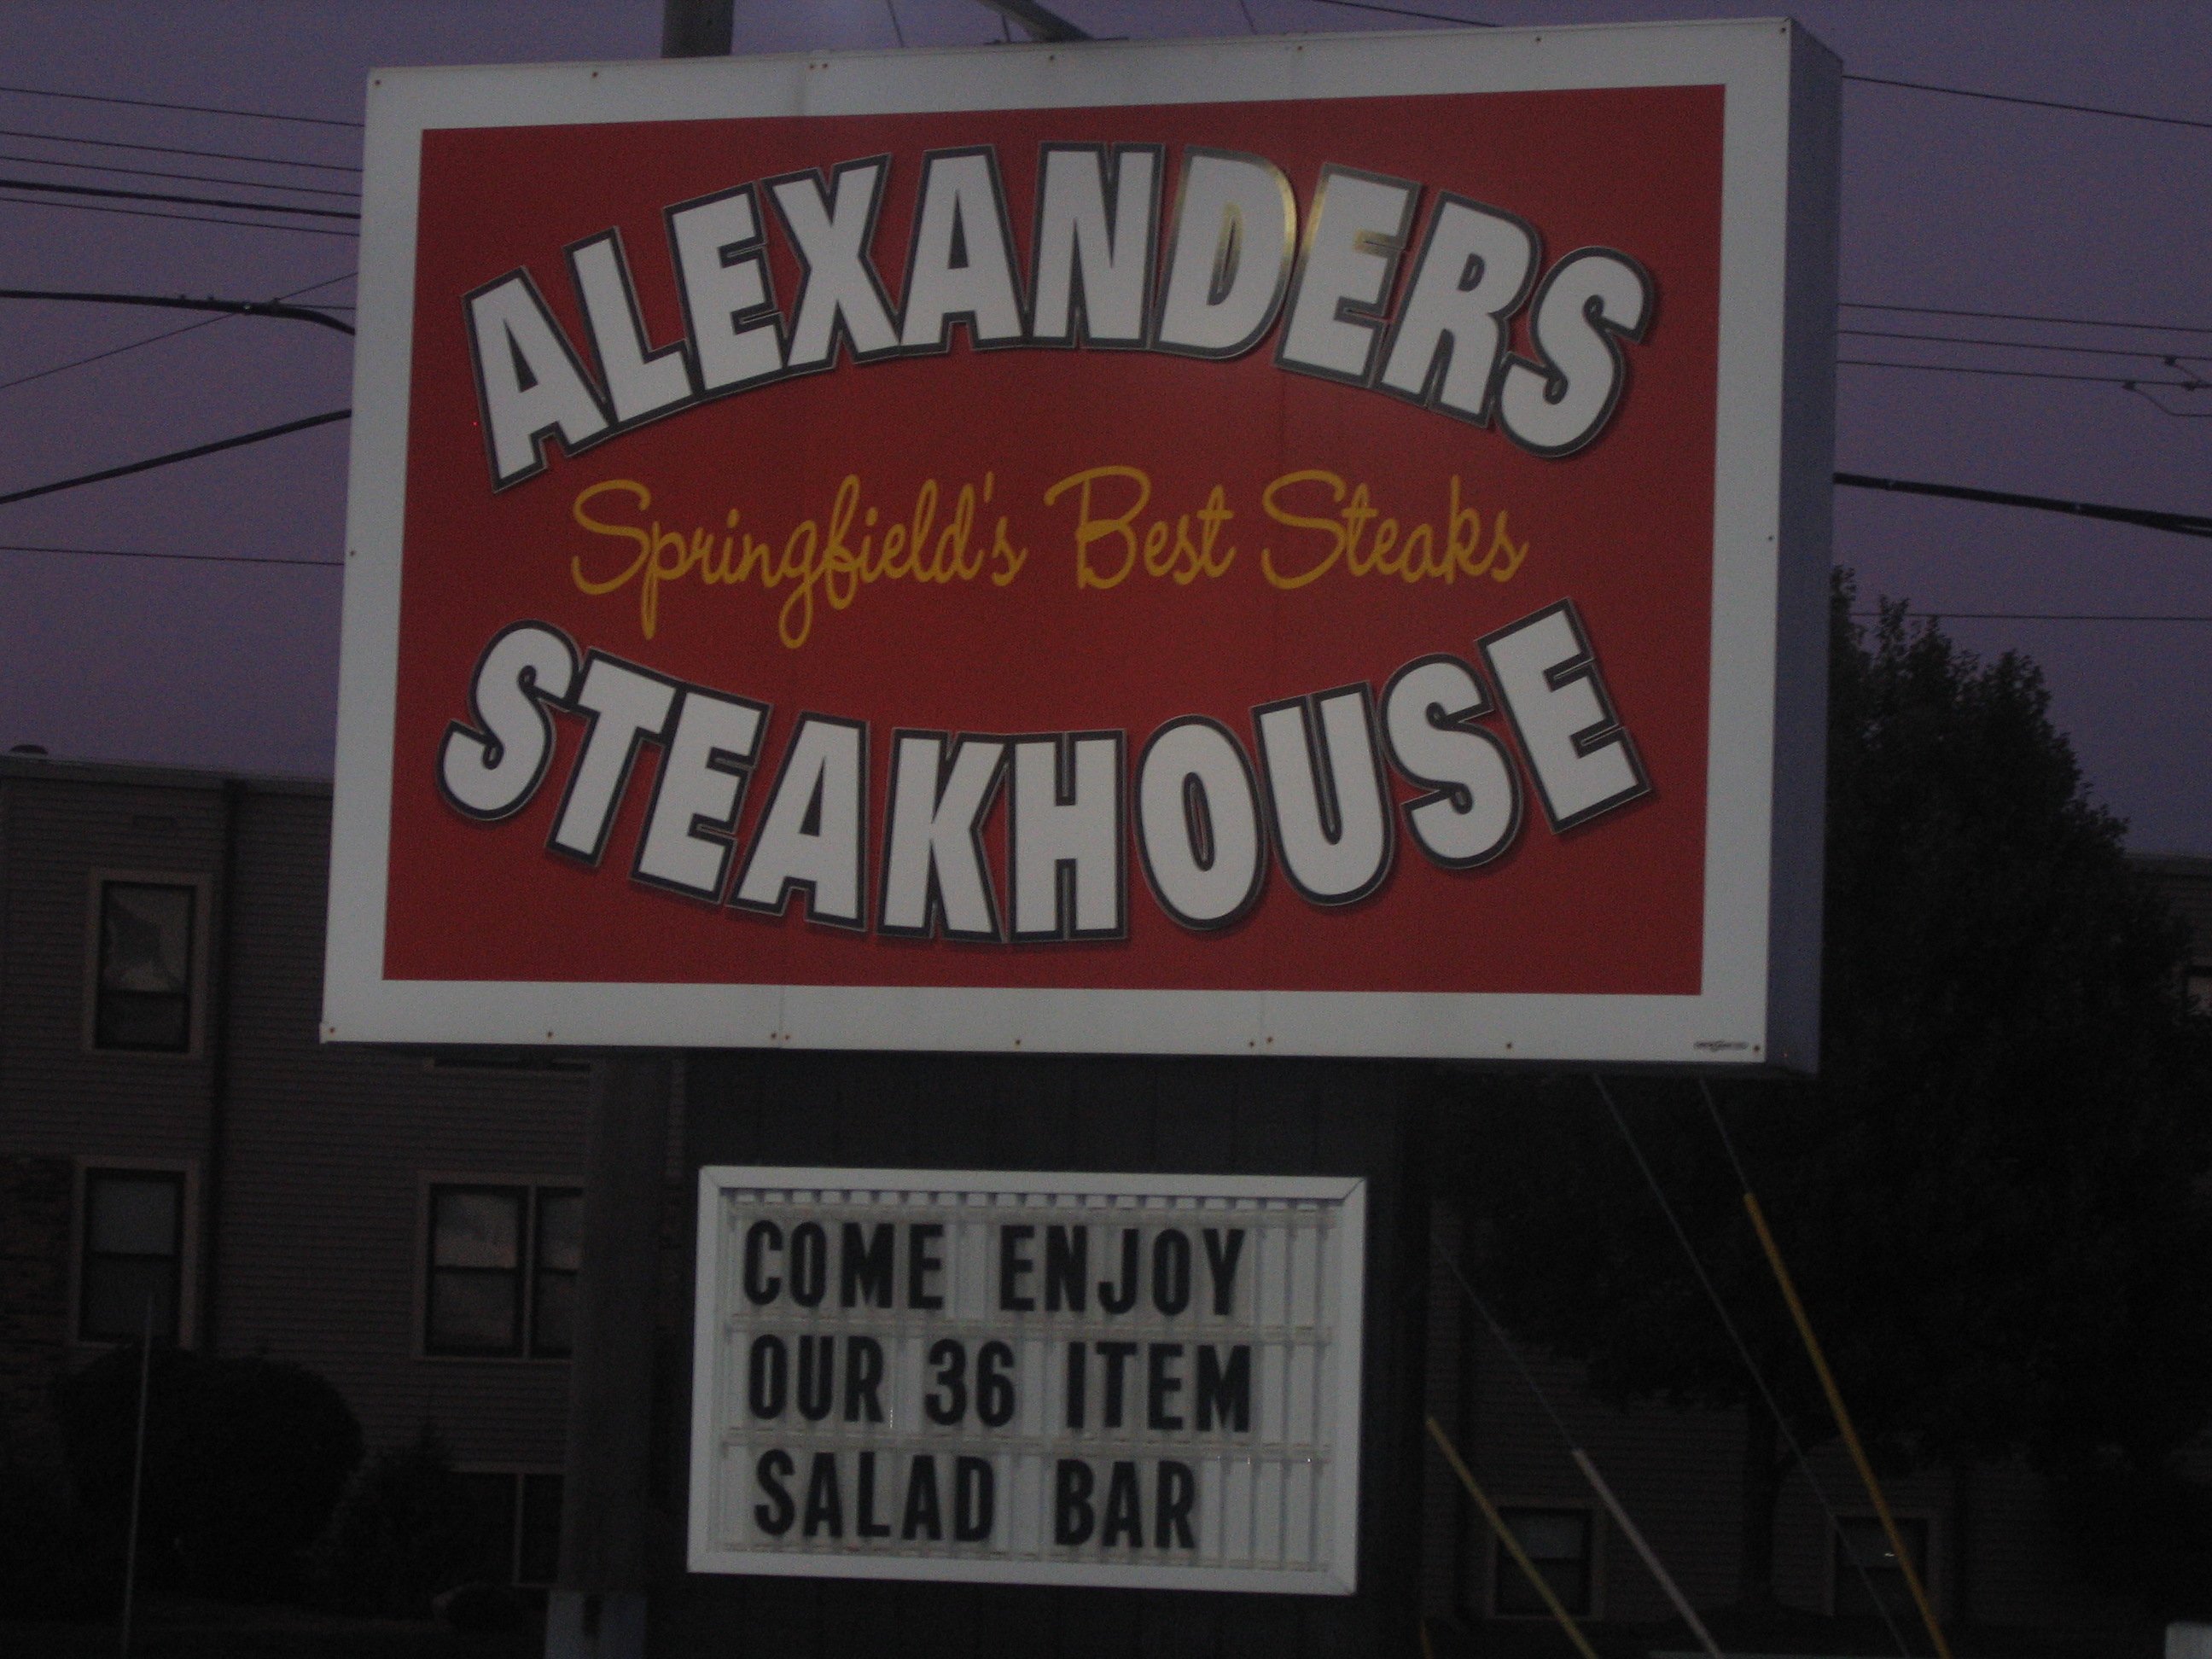 ALEXANDERS
Springfield's Best Steaks
STEAKHOUSE
COME ENJOY
OUR 36 ITEM
SALAD BAR